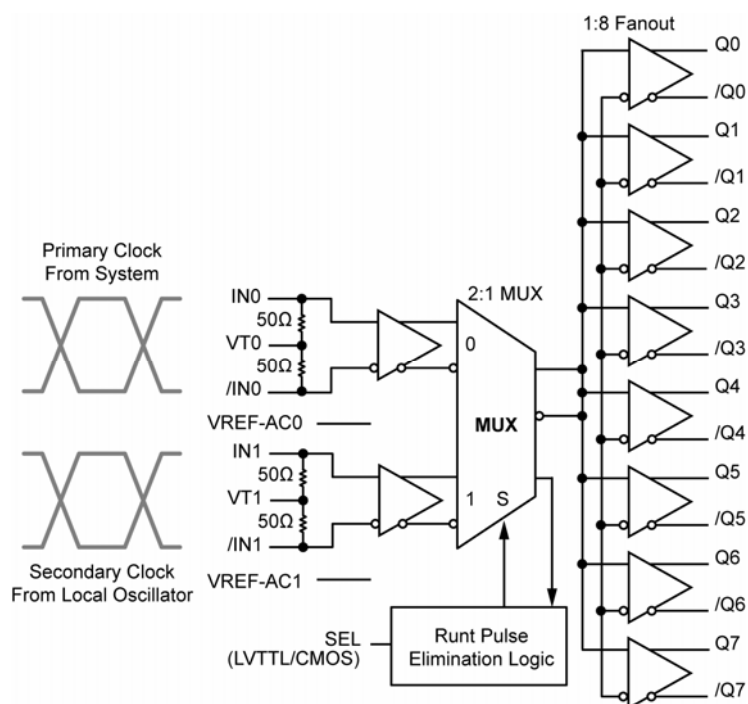 1:8 Fanout
Q0
/Q0
Q1
/Q1
Q2
/Q2
Q3
/Q3
Q4
/Q4
Q5
/Q5
Q6
/Q6
Q7
/Q7
Primary Clock
From System
IN0
50Ω
VT0
50Ω
/IN0
VREF-AC0
2:1 MUX
0
MUX
1
S
IN1
50Ω
VT1
50Ω
/IN1
VREF-AC1
Secondary Clock
From Local Oscillator
SEL
(LVTTL/CMOS)
Runt Pulse
Elimination Logic